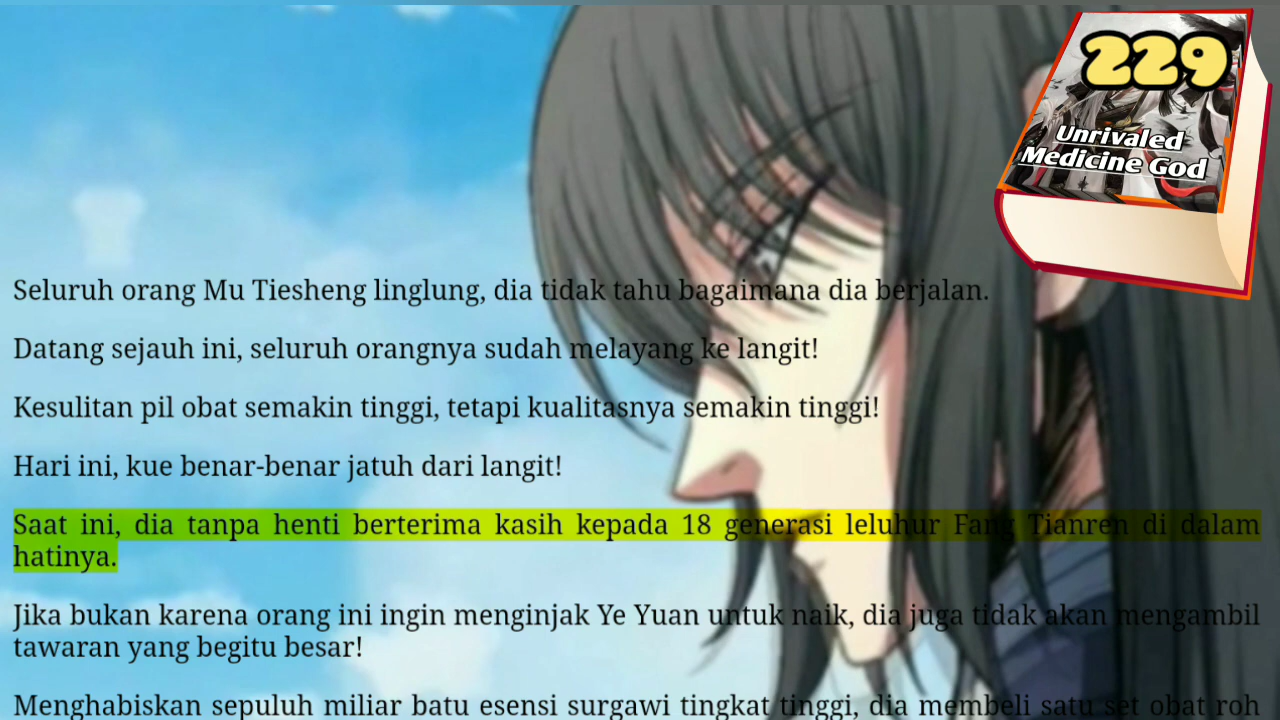 229
Unrivaled
Medicine God
Seluruh orang Mu Tiesheng linglung, dia tidak tahu bagaimana dia berjalan.
Datang sejauh ini, seluruh orangnya sudah melayang ke langit!
Kesulitan pil obat semakin tinggi, tetapi kualitasnya semakin tinggi!
Hari ini, kue benar-benar jatuh dari langit!
Saat ini, dia tanpa henti berterima kasih kepada 18 generasi leluhur Fang Tianren di dalam
hatinya.
Jika bukan karena orang ini ingin menginjak Ye Yuan untuk naik, dia juga tidak akan mengambil
tawaran yang begitu besar!
Menghabiskan sepuluh miliar batu esensi surgawi tingkat tinggi, dia membeli satu set obat roh